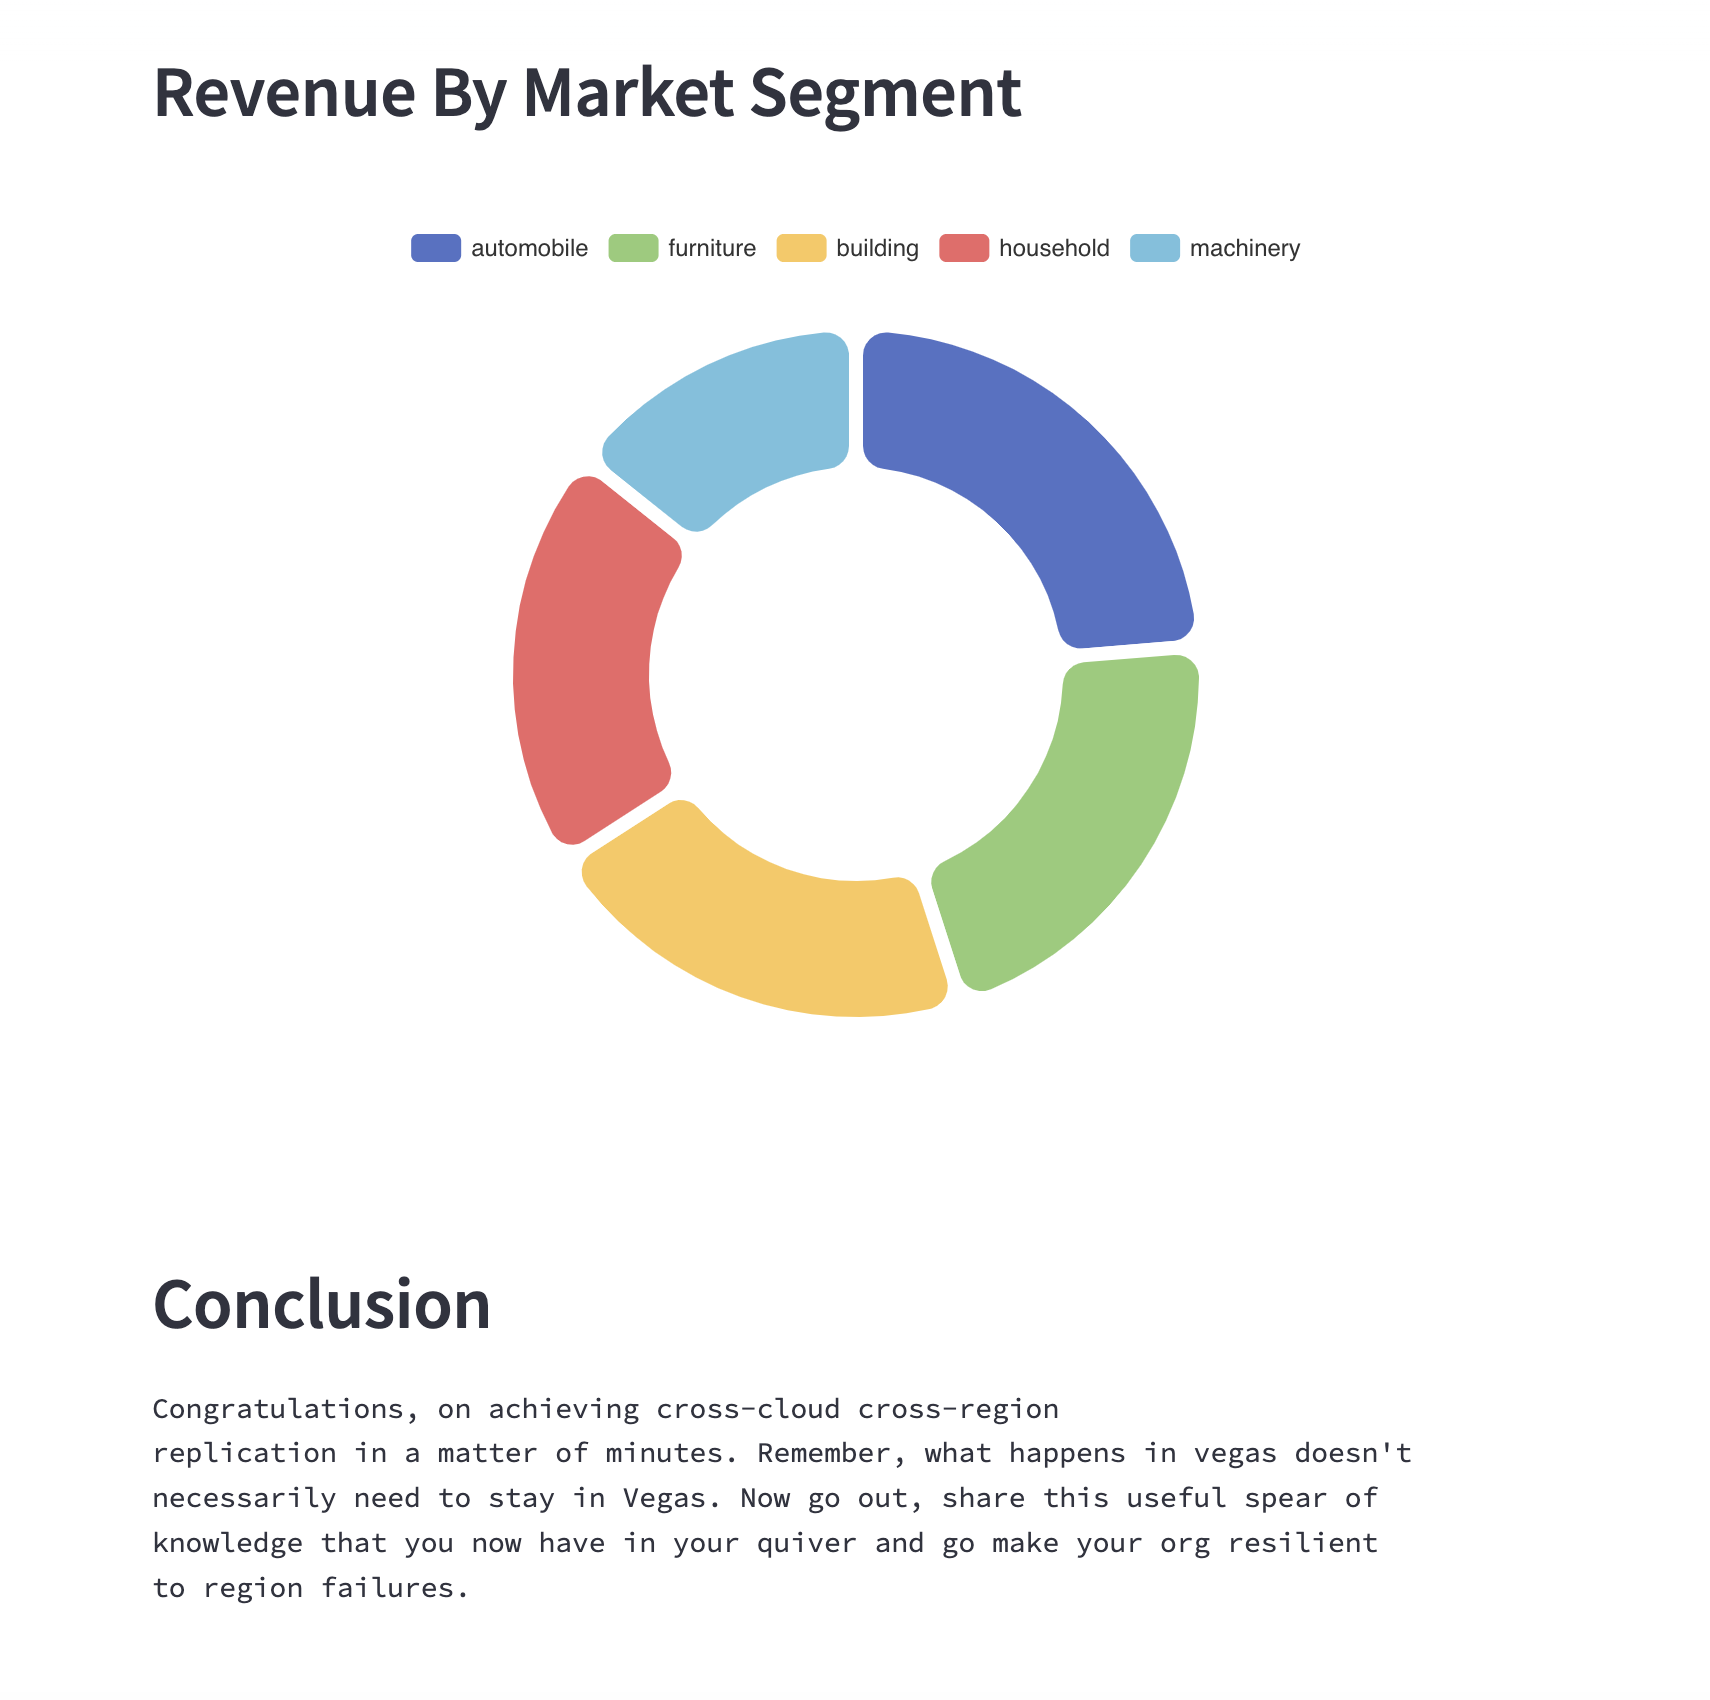 Revenue By Market Segment
automobile furniture building household machinery
Conclusion
Congratulations, on achieving cross-cloud cross-region
replication in a matter of minutes. Remember, what happens in vegas doesn't
necessarily need to stay in Vegas. Now go out, share this useful spear of
knowledge that you now have in your quiver and go make your org resilient
to region failures.